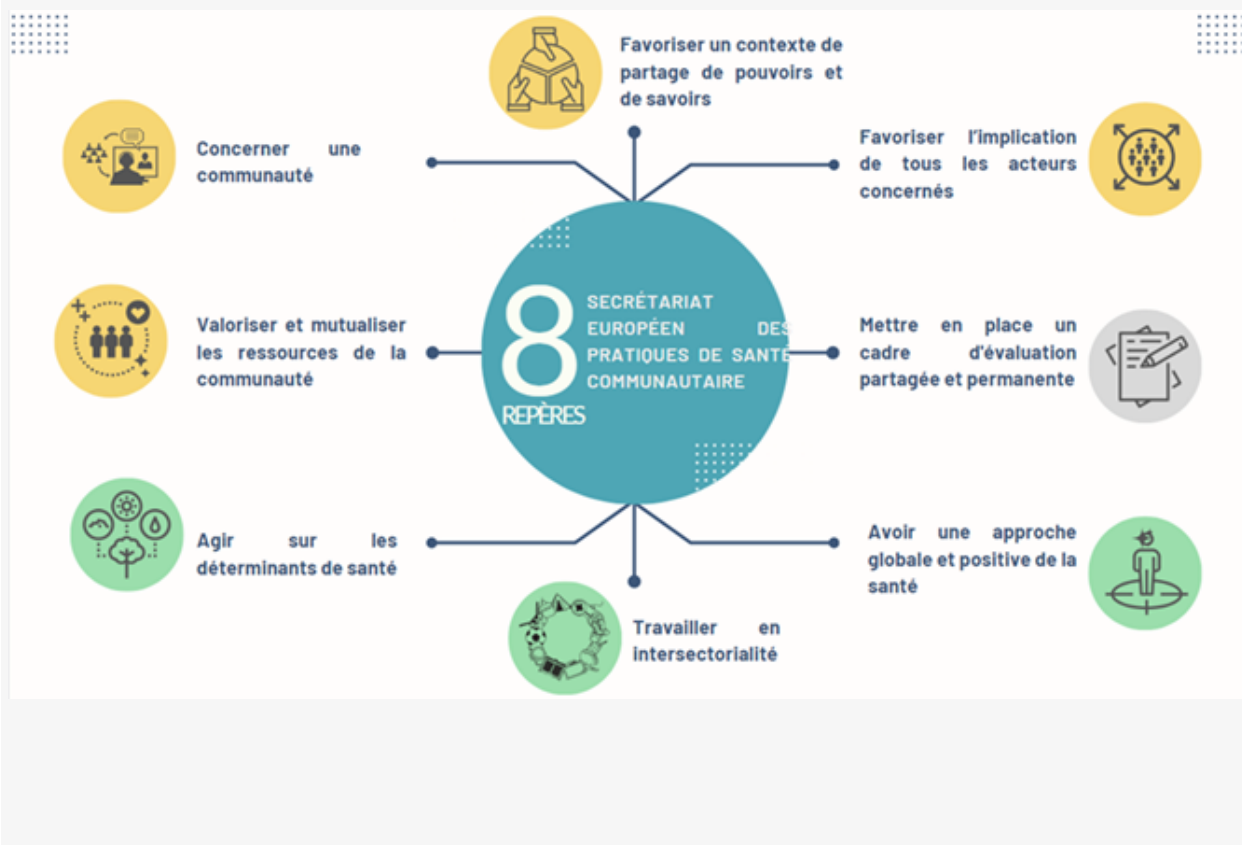 Favoriser un contexte de
partage de pouvoirs et
de savoirs
Concerner une
communauté
Favoriser l'implication
de tous les acteurs
concernés
8
REPÈRES
SECRÉTARIAT
EUROPÉEN DES
PRATIQUES DE SANTÉ
COMMUNAUTAIRE
Valoriser et mutualiser
les ressources de la
communauté
Mettre en place un
cadre d'évaluation
partagée et permanente
Agir sur les
déterminants de santé
Avoir une approche
globale et positive de la
santé
Travailler en
intersectorialité